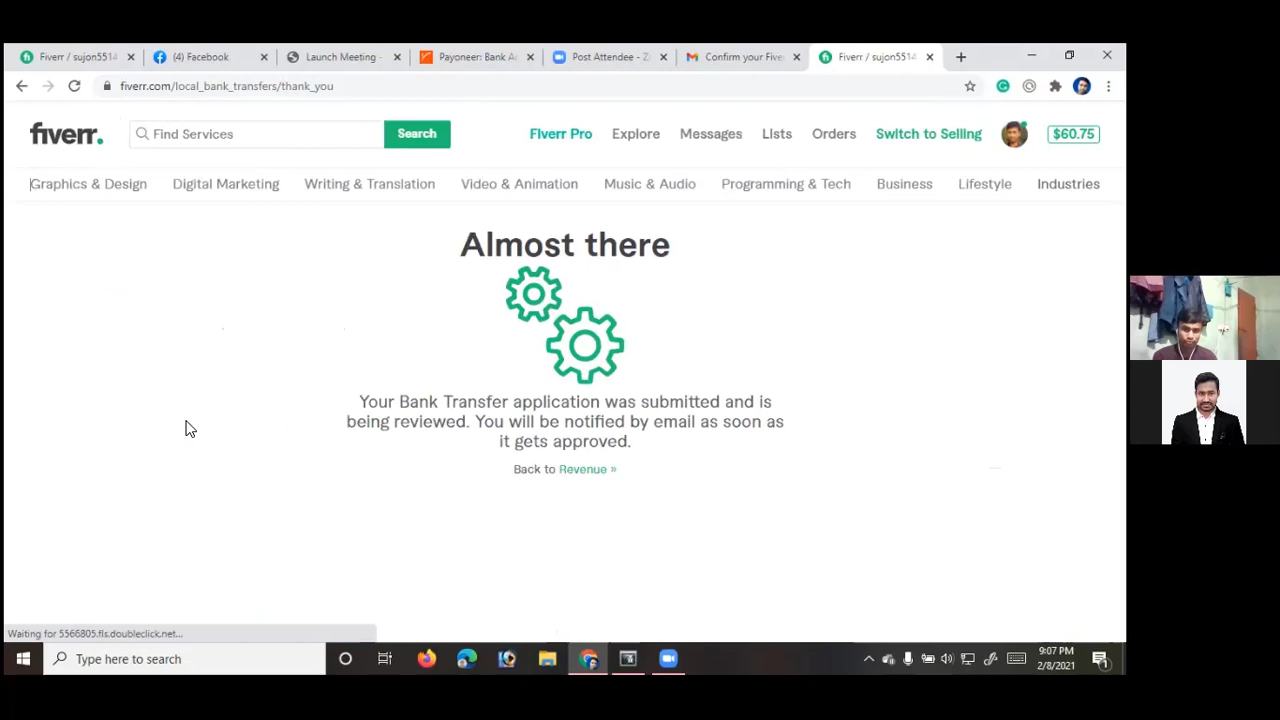 Fiverr / sujon5514
(4) Facebook
Launch Meeting -
Payoneer: Bank A
Post Attendee - Z
Confirm your Five
Fiverr / sujon5514
fiverr.com/local_bank_transfers/thank_you
fiverr.
Find Services
Search
Fiverr Pro
Explore
Messages
Lists
Orders
Switch to Selling
$60.75
Graphics & Design
Digital Marketing
Writing & Translation
Video & Animation
Music & Audio
Programming & Tech
Business
Lifestyle
Industries
Almost there
Your Bank Transfer application was submitted and is
being reviewed. You will be notified by email as soon as
it gets approved.
Back to Revenue »
Waiting for 5566805.fls.doubleclick.net...
Type here to search
9:07 PM
2/8/2021